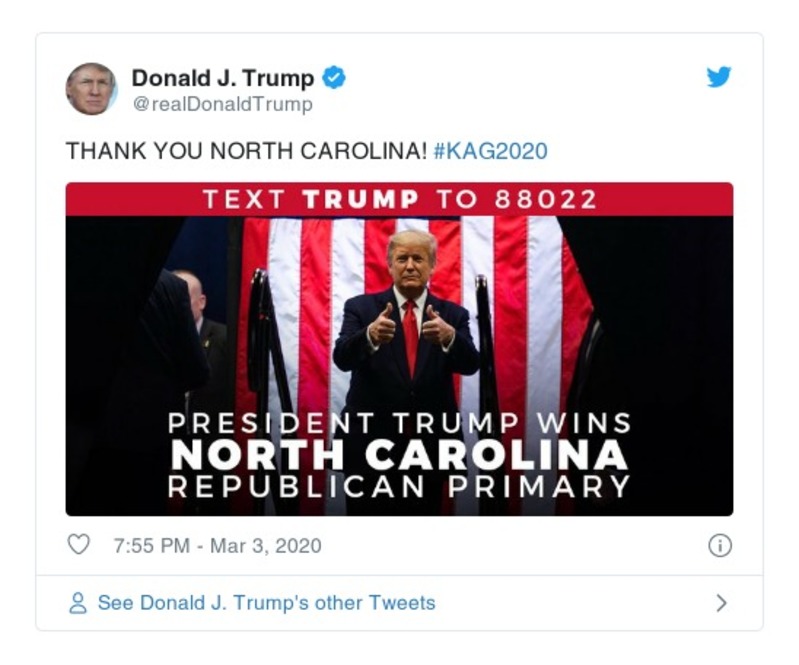 Donald J. Trump
@realDonaldTrump
THANK YOU NORTH CAROLINA! #KAG2020
TEXT TRUMP TO 88022
PRESIDENT TRUMP WINS
NORTH CAROLINA
REPUBLICAN PRIMARY
7:55 PM - Mar 3, 2020
See Donald J. Trump's other Tweets